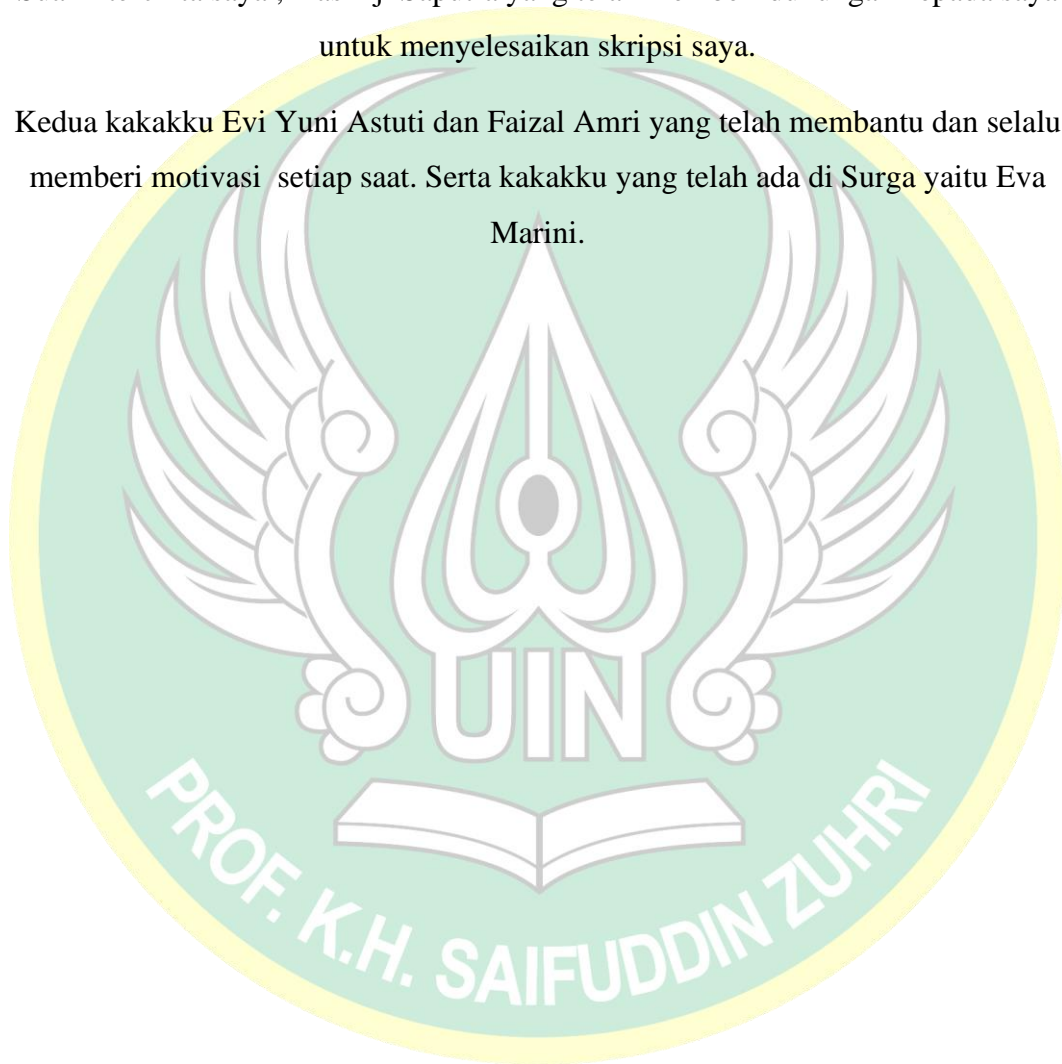 saya
untuk menyelesaikan skripsi saya.
Kedua kakakku Evi Yuni Astuti dan Faizal Amri yang telah membantu dan selalu
memberi motivasi setiap saat. Serta kakakku yang telah ada di Surga yaitu Eva
Marini.
UIN
PROF. K.H. SAIFUDDIN ZUHRI